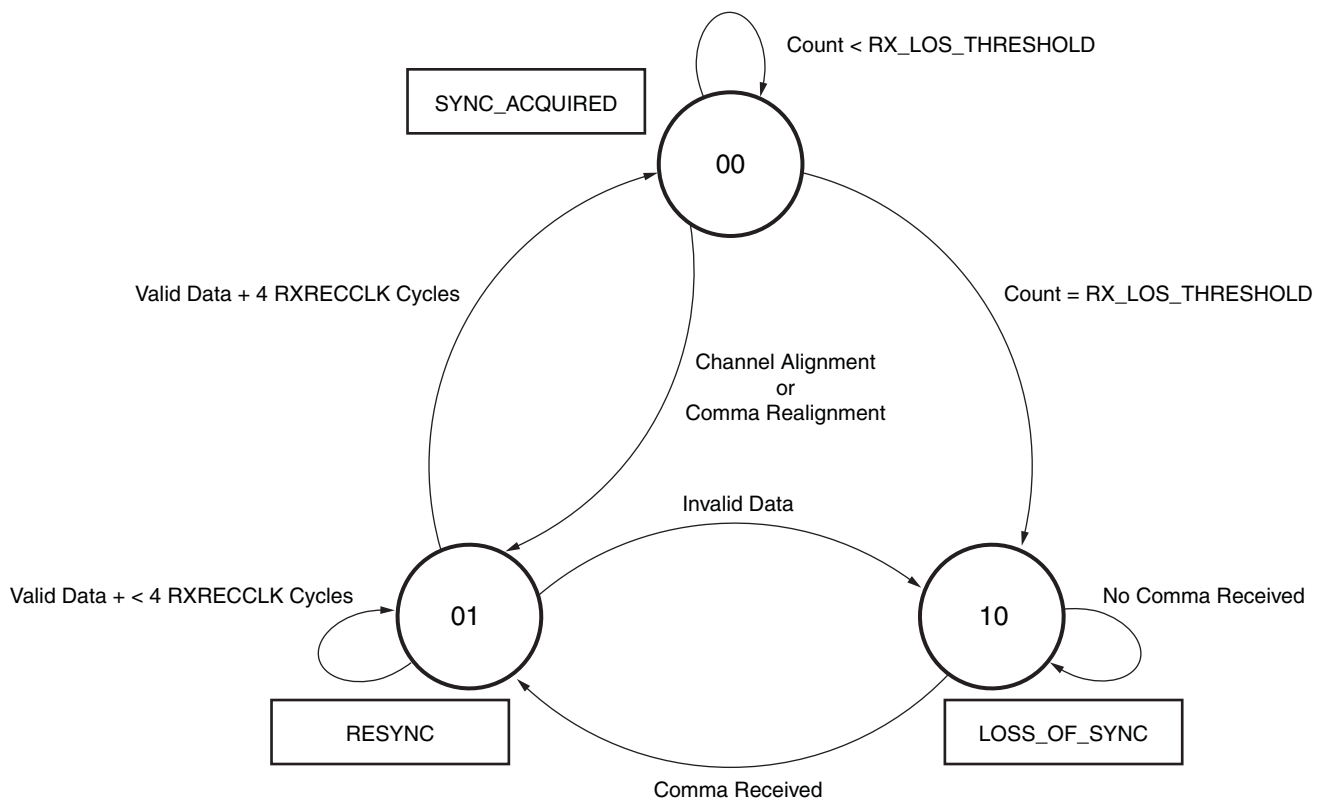 Count < RX_LOS_THRESHOLD
SYNC_ACQUIRED
00
Valid Data + 4 RXRECCLK Cycles
Count = RX_LOS_THRESHOLD
Channel Alignment
or
Comma Realignment
Invalid Data
Valid Data + < 4 RXRECCLK Cycles
01
10
No Comma Received
RESYNC
LOSS_OF_SYNC
Comma Received